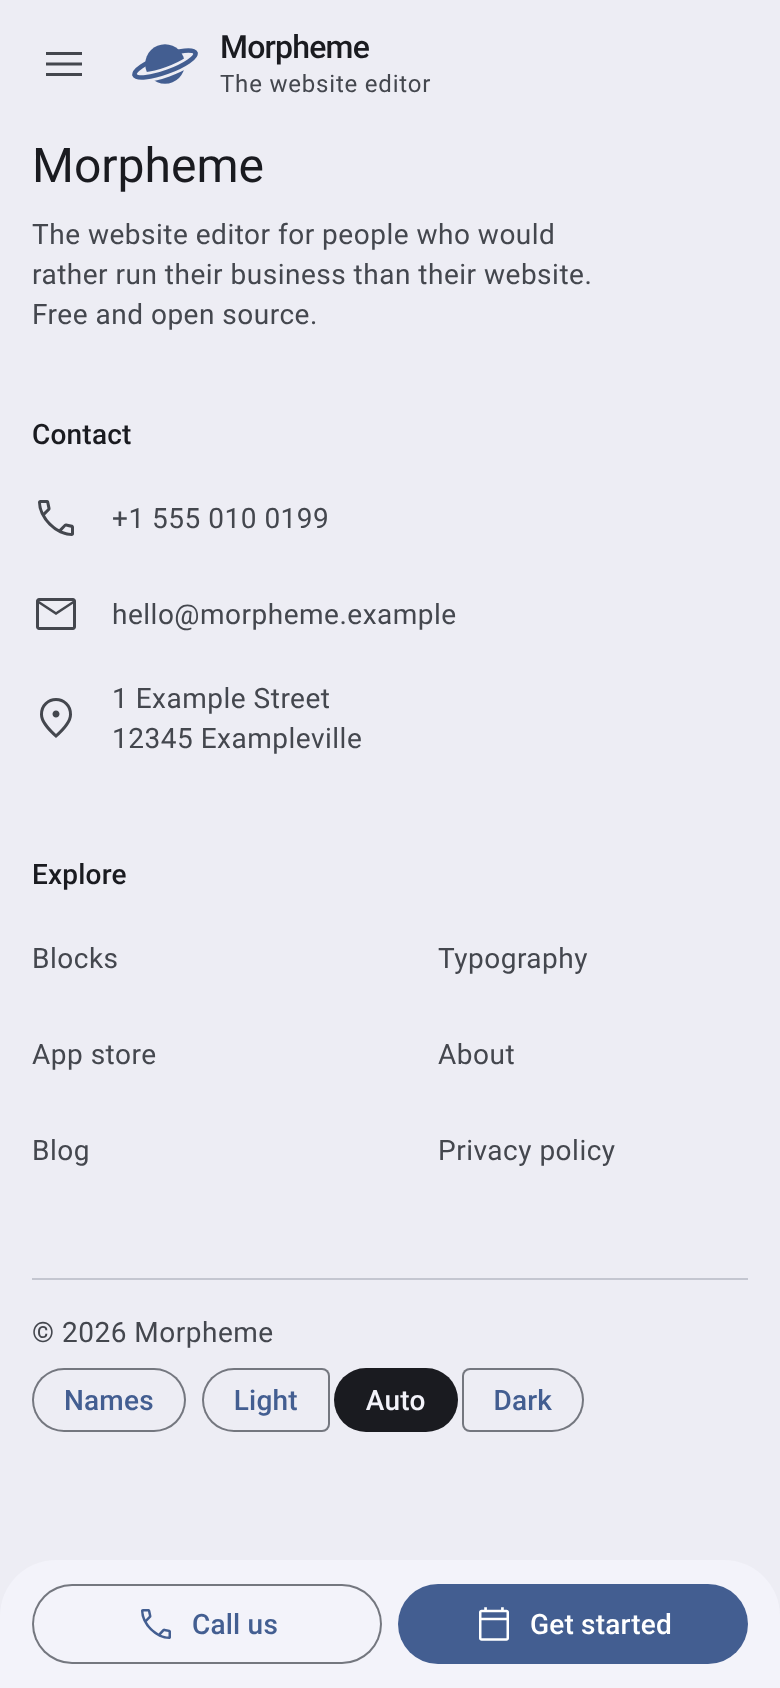 Morpheme
The website editor
Morpheme
The website editor for people who would
rather run their business than their website.
Free and open source.
Contact
+1 555 010 0199
hello@morpheme.example
1 Example Street
12345 Exampleville
Explore
Blocks
Typography
App store
About
Blog
Privacy policy
© 2026 Morpheme
Names
Light
Auto
Dark
Call us
Get started